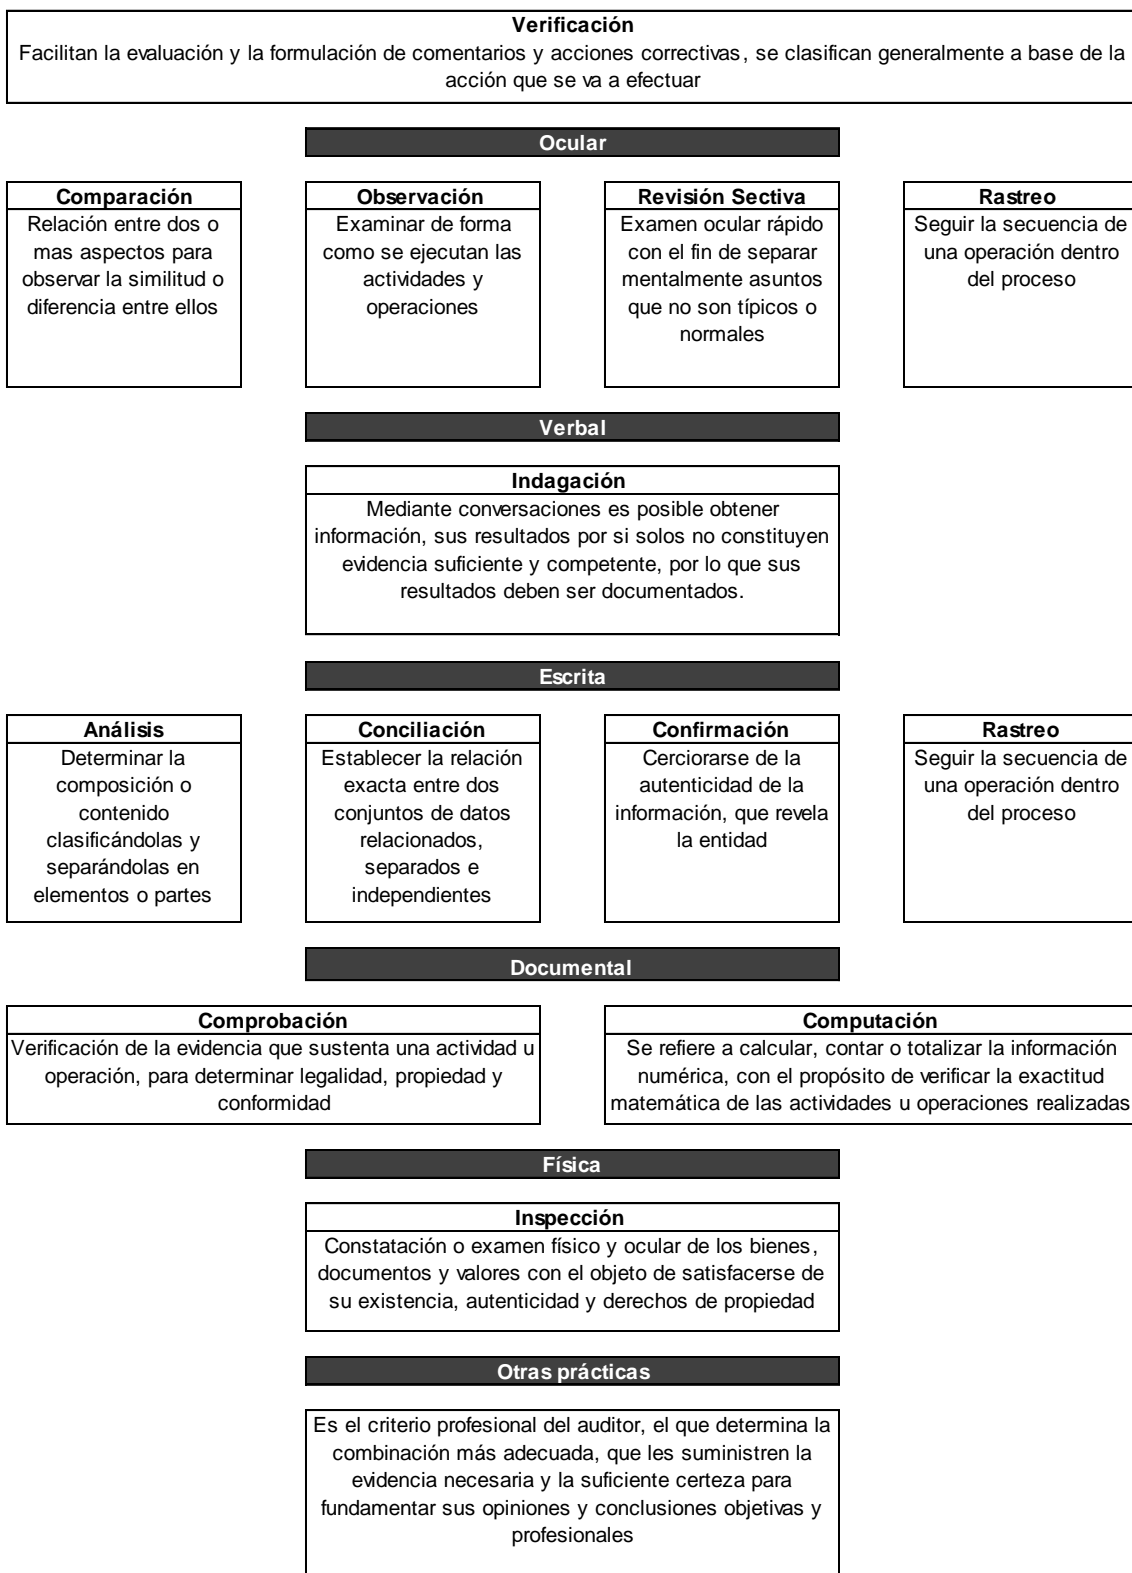 Verificación
Facilitan la evaluación y la formulación de comentarios y acciones correctivas, se clasifican generalmente a base de la
acción que se va a efectuar
Ocular
Comparación
Relación entre dos o
mas aspectos para
observar la similitud o
diferencia entre ellos
Observación
Examinar de forma
como se ejecutan las
actividades y
operaciones
Revisión Sectiva
Examen ocular rápido
con el fin de separar
mentalmente asuntos
que no son típicos o
normales
Rastreo
Seguir la secuencia de
una operación dentro
del proceso
Verbal
Indagación
Mediante conversaciones es posible obtener
información, sus resultados por si solos no constituyen
evidencia suficiente y competente, por lo que sus
resultados deben ser documentados.
Escrita
Análisis
Determinar la
composición o
contenido
clasificándolas y
separándolas en
elementos o partes
Conciliación
Establecer la relación
exacta entre dos
conjuntos de datos
relacionados,
separados e
independientes
Confirmación
Cerciorarse de la
autenticidad de la
información, que revela
la entidad
Rastreo
Seguir la secuencia de
una operación dentro
del proceso
Documental
Comprobación
Verificación de la evidencia que sustenta una actividad u
operación, para determinar legalidad, propiedad y
conformidad
Computación
Se refiere a calcular, contar o totalizar la información
numérica, con el propósito de verificar la exactitud
matemática de las actividades u operaciones realizadas
Física
Inspección
Constatación o examen físico y ocular de los bienes,
documentos y valores con el objeto de satisfacerse de
su existencia, autenticidad y derechos de propiedad
Otras prácticas
Es el criterio profesional del auditor, el que determina la
combinación más adecuada, que les suministren la
evidencia necesaria y la suficiente certeza para
fundamentar sus opiniones y conclusiones objetivas y
profesionales